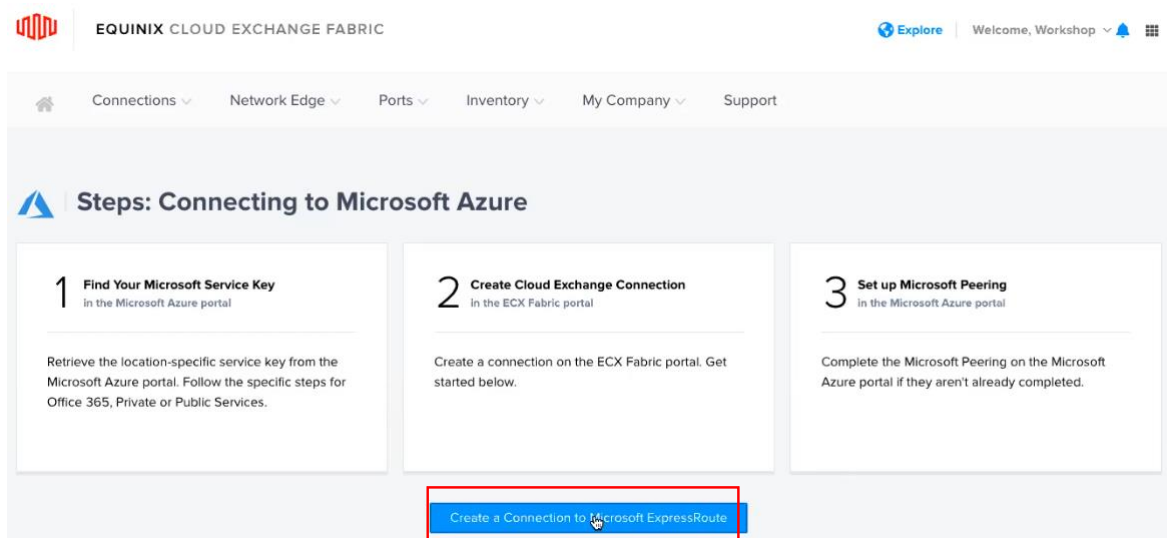 EQUINIX CLOUD EXCHANGE FABRIC
Explore
Welcome, Workshop
Connections
Network Edge
Ports
Inventory
My Company
Support
Steps: Connecting to Microsoft Azure
1
Find Your Microsoft Service Key
in the Microsoft Azure portal
Retrieve the location-specific service key from the
Microsoft Azure portal. Follow the specific steps for
Office 365, Private or Public Services.
2
Create Cloud Exchange Connection
in the ECX Fabric portal
Create a connection on the ECX Fabric portal. Get
started below.
3
Set up Microsoft Peering
in the Microsoft Azure portal
Complete the Microsoft Peering on the Microsoft
Azure portal if they aren't already completed.
Create a Connection to Microsoft ExpressRoute